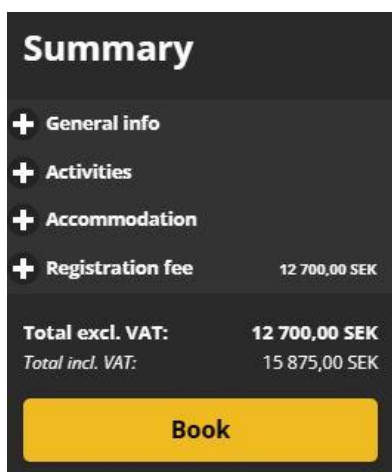 Summary
General info
Activities
Accommodation
Registration fee 12 700,00 SEK
Total excl. VAT: 12 700,00 SEK
Total incl. VAT: 15 875,00 SEK
Book